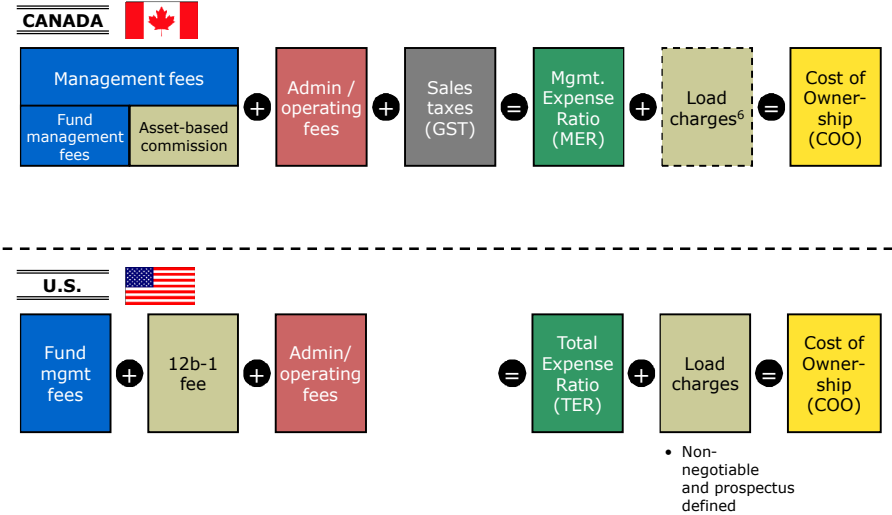 CANADA
Management fees
Fund
management
fees
Asset-based
commission
+
Admin /
operating
fees
+
Sales
taxes
(GST)
=
Mgmt.
Expense
Ratio
(MER)
+
Load
charges⁶
=
Cost of
Owner-
ship
(COO)
U.S.
Fund
mgmt
fees
+
12b-1
fee
+
Admin/
operating
fees
=
Total
Expense
Ratio
(TER)
+
Load
charges
=
Cost of
Owner-
ship
(COO)
• Non-
negotiable
and prospectus
defined